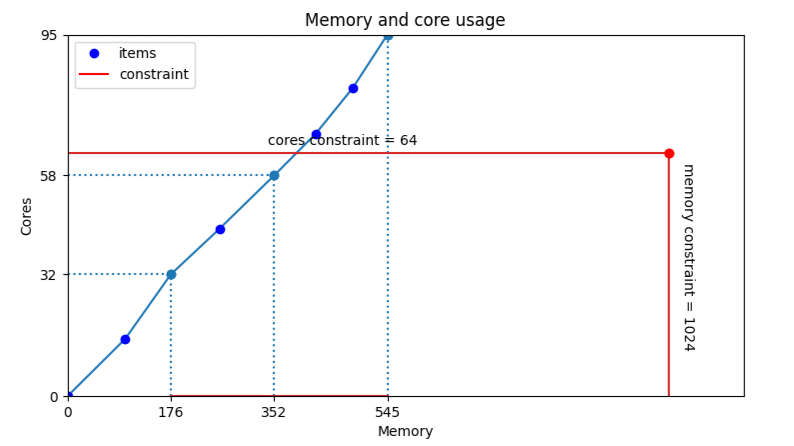 Memory and core usage
95
items
constraint
cores constraint = 64
58
32
0
Cores
memory constraint = 1024
0 176 352 545
Memory